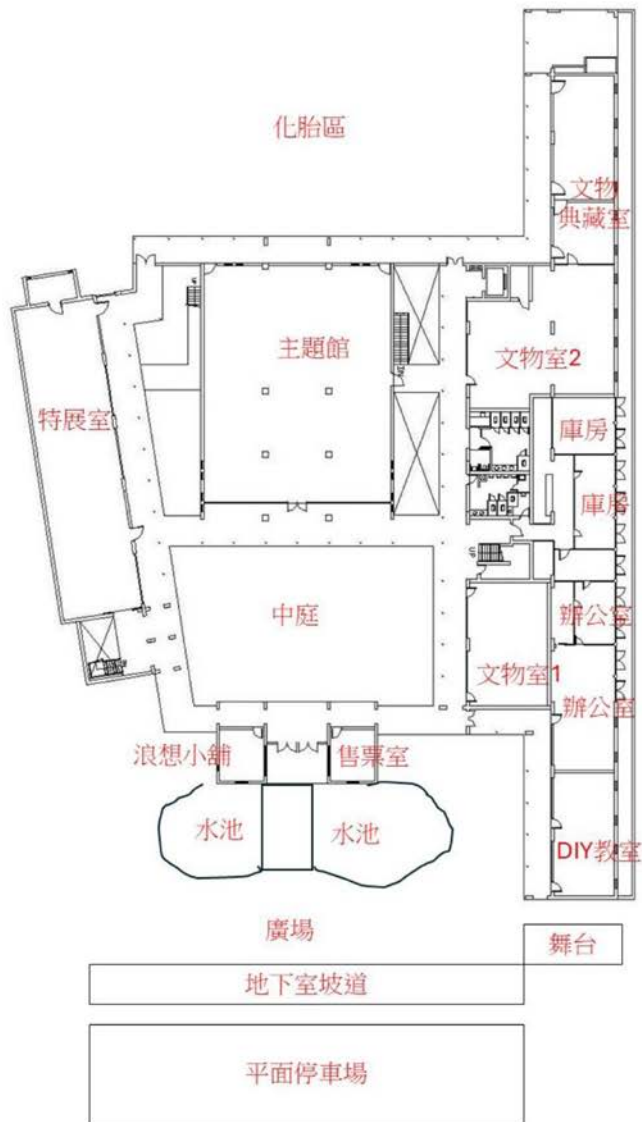 化胎區
文物
典藏室
主題館
文物室2
特展室
庫房
庫房
UP
中庭
辦公室
文物室1
辦公室
浪想小舖
售票室
水池
水池
DIY教室
廣場
舞台
地下室坡道
平面停車場